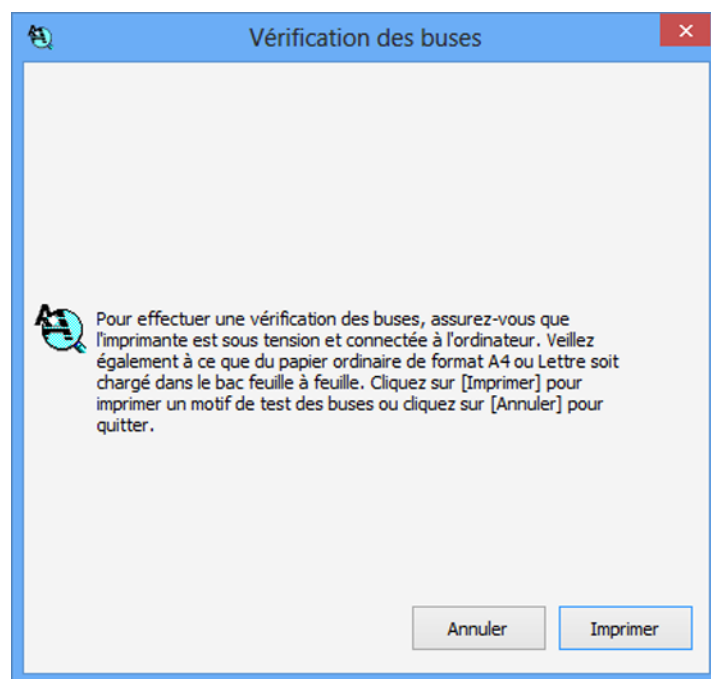 Vérification des buses
Pour effectuer une vérification des buses, assurez-vous que
l'imprimante est sous tension et connectée à l'ordinateur. Veillez
également à ce que du papier ordinaire de format A4 ou Lettre soit
chargé dans le bac feuille à feuille. Cliquez sur [Imprimer] pour
imprimer un motif de test des buses ou cliquez sur [Annuler] pour
quitter.
Annuler
Imprimer